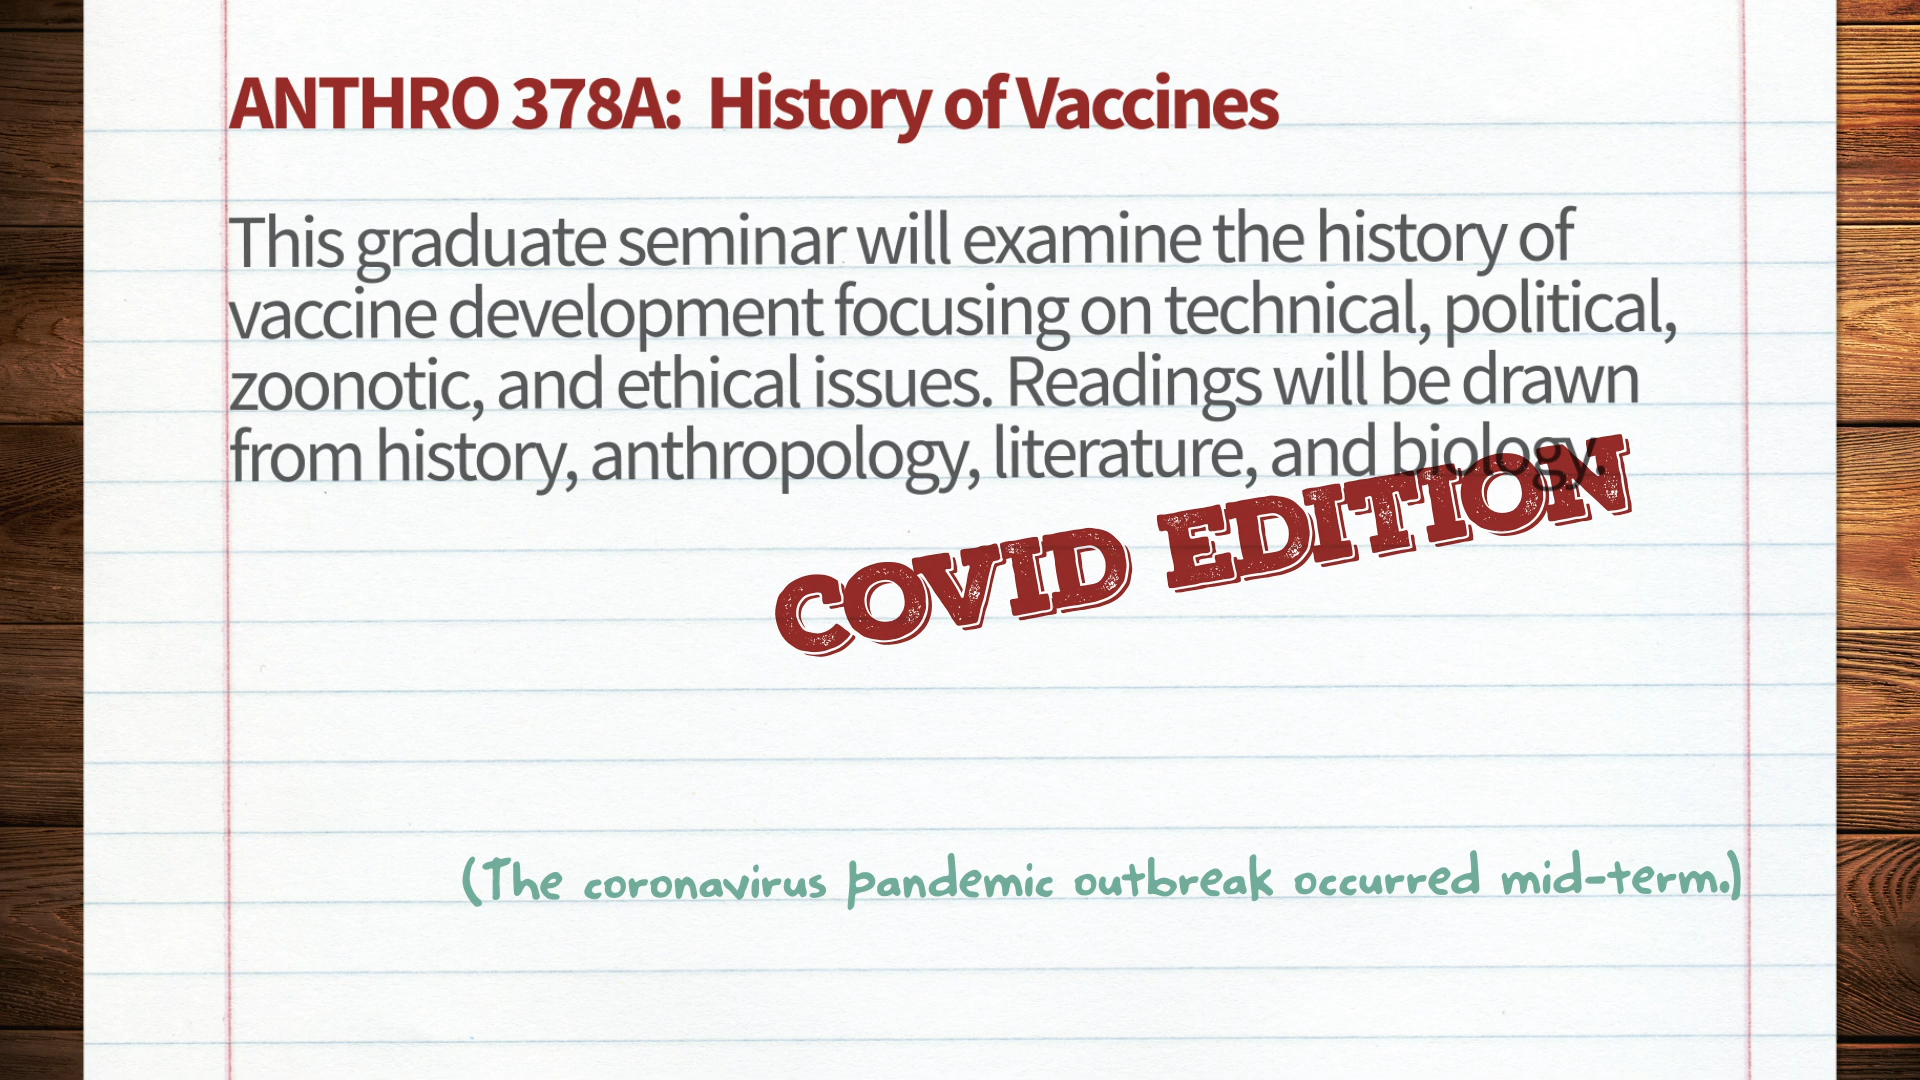 ANTHRO 378A: History of Vaccines
This graduate seminar will examine the history of
vaccine development focusing on technical, political,
zoonotic, and ethical issues. Readings will be drawn
from history, anthropology, literature, and biology.
COVID EDITION
(The coronavirus pandemic outbreak occurred mid-term.)